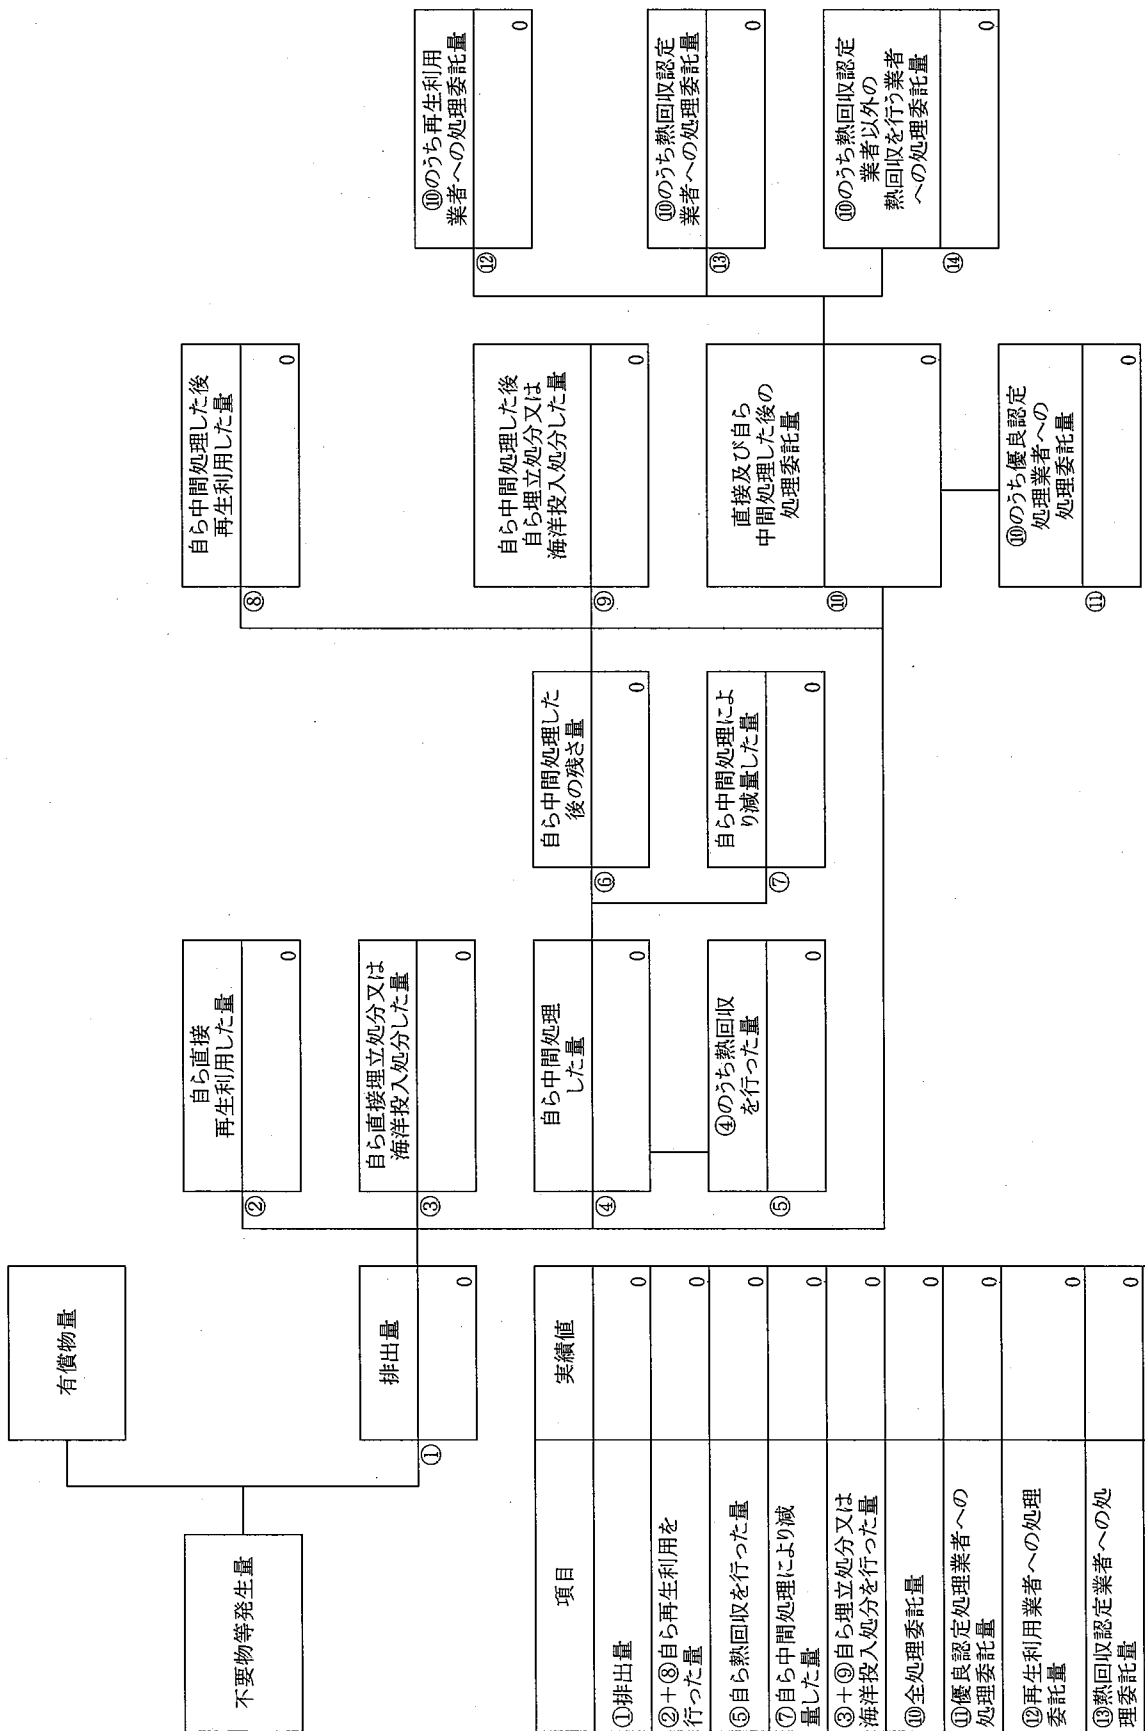 不要物等発生量
有償物量
①
排出量
0
②
自ら直接
再生利用した量
0
③
自ら直接埋立処分又は
海洋投入処分した量
0
④
自ら中間処理
した量
0
⑤
④のうち熱回収
を行った量
0
⑥
自ら中間処理した
後の残さ量
0
⑦
自ら中間処理によ
り減量した量
0
⑧
自ら中間処理した後
再生利用した量
0
⑨
自ら中間処理した後
自ら埋立処分又は
海洋投入処分した量
0
⑩
直接及び自ら
中間処理した後の
処理委託量
0
⑪
⑩のうち優良認定
処理業者への
処理委託量
0
⑫
⑩のうち再生利用
業者への処理委託量
0
⑬
⑩のうち熱回収認定
業者への処理委託量
0
⑭
⑩のうち熱回収認定
業者以外の
熱回収を行う業者
への処理委託量
0
項目 実績値
①排出量 0
②+⑧自ら再生利用を
行った量 0
⑤自ら熱回収を行った量 0
⑦自ら中間処理により減
量した量 0
③+⑨自ら埋立処分又は
海洋投入処分を行った量 0
⑩全処理委託量 0
⑪優良認定処理業者への
処理委託量 0
⑫再生利用業者への処理
委託量 0
⑬熱回収認定業者への処
理委託量 0